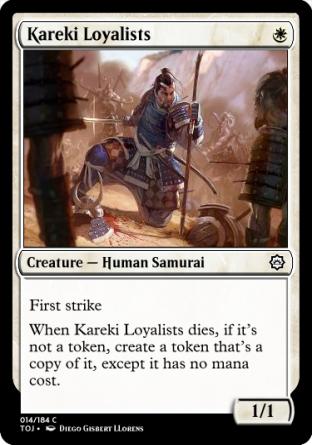 Kareki Loyalists
Creature — Human Samurai
First strike
When Kareki Loyalists dies, if it's
not a token, create a token that's a
copy of it, except it has no mana
cost.
1/1
014/184 C
TOJ • Diego Gisbert Llorens